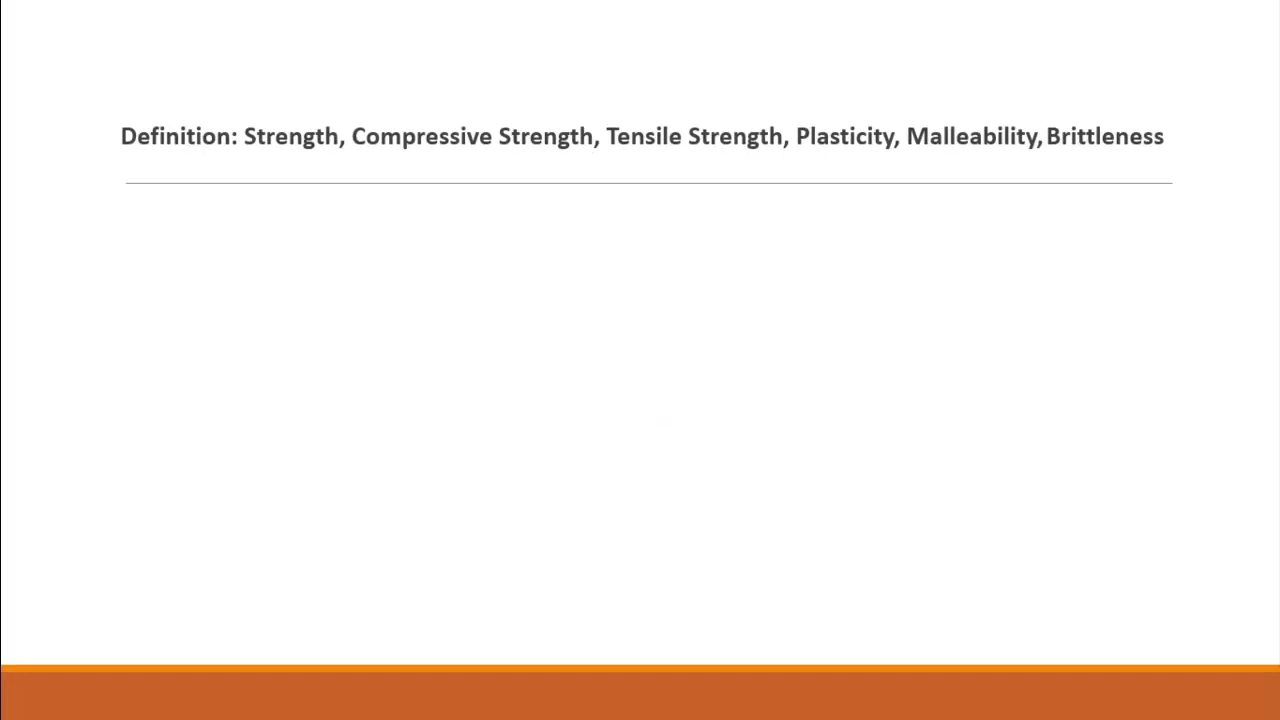 Definition: Strength, Compressive Strength, Tensile Strength, Plasticity, Malleability, Brittleness